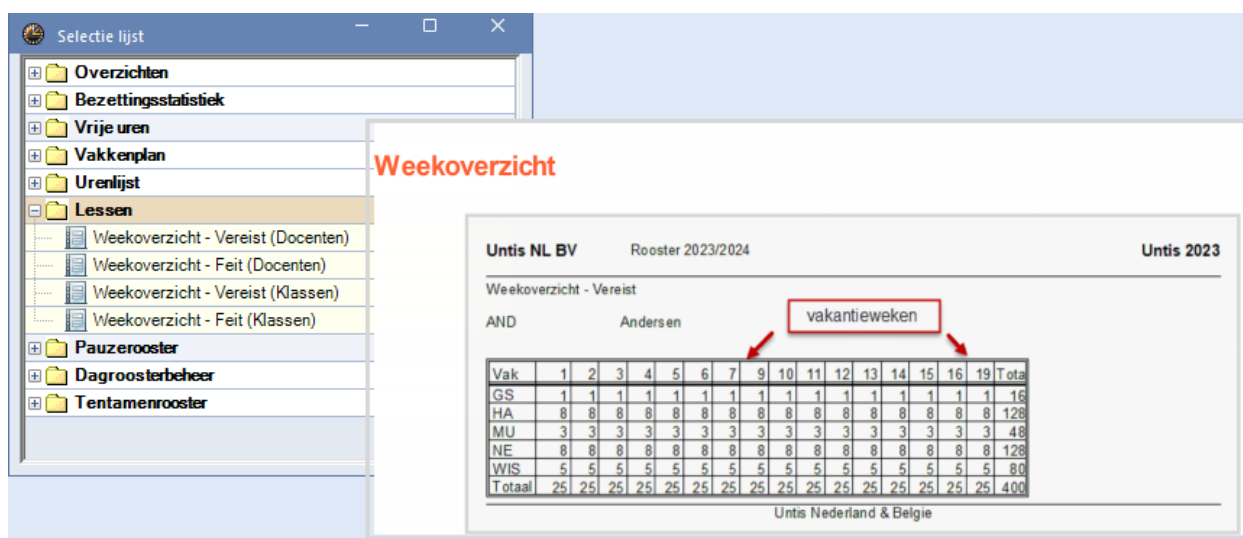 Selectie lijst
Overzichten
Bezettingsstatistiek
Vrije uren
Vakkenplan
Urenlijst
Lessen
Weekoverzicht - Vereist (Docenten)
Weekoverzicht - Feit (Docenten)
Weekoverzicht - Vereist (Klassen)
Weekoverzicht - Feit (Klassen)
Pauzerooster
Dagroosterbeheer
Tentamenrooster
Weekoverzicht
Untis NL BV Rooster 2023/2024 Untis 2023
Weekoverzicht - Vereist
AND Andersen
vakantieweken
Vak 1 2 3 4 5 6 7 9 10 11 12 13 14 15 16 19 Tota
GS 1 1 1 1 1 1 1 1 1 1 1 1 1 1 1 1 16
HA 8 8 8 8 8 8 8 8 8 8 8 8 8 8 8 8 128
MU 3 3 3 3 3 3 3 3 3 3 3 3 3 3 3 3 48
NE 8 8 8 8 8 8 8 8 8 8 8 8 8 8 8 8 128
WIS 5 5 5 5 5 5 5 5 5 5 5 5 5 5 5 5 80
Totaal 25 25 25 25 25 25 25 25 25 25 25 25 25 25 25 25 400
Untis Nederland & Belgie